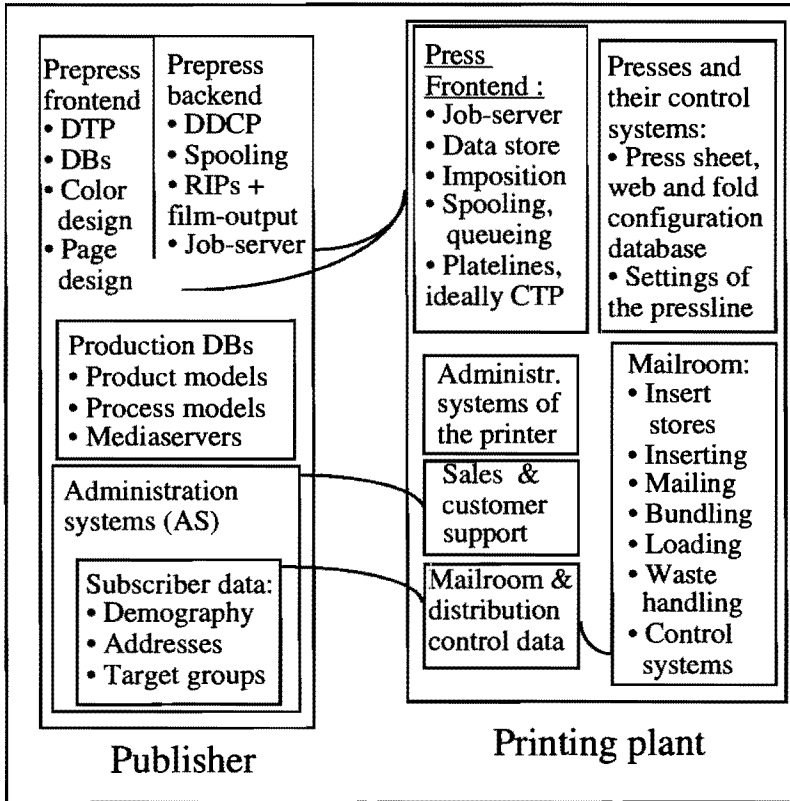 Prepress
frontend
• DTP
• DBs
• Color
design
• Page
design
Prepress
backend
• DDCP
• Spooling
• RIPs +
film-output
• Job-server
Production DBs
• Product models
• Process models
• Mediaservers
Administration
systems (AS)
Subscriber data:
• Demography
• Addresses
• Target groups
Publisher
Press
Frontend :
• Job-server
• Data store
• Imposition
• Spooling,
queueing
• Platelines,
ideally CTP
Presses and
their control
systems:
• Press sheet,
web and fold
configuration
database
• Settings of
the pressline
Administr.
systems of
the printer
Sales &
customer
support
Mailroom &
distribution
control data
Mailroom:
• Insert
stores
• Inserting
• Mailing
• Bundling
• Loading
• Waste
handling
• Control
systems
Printing plant